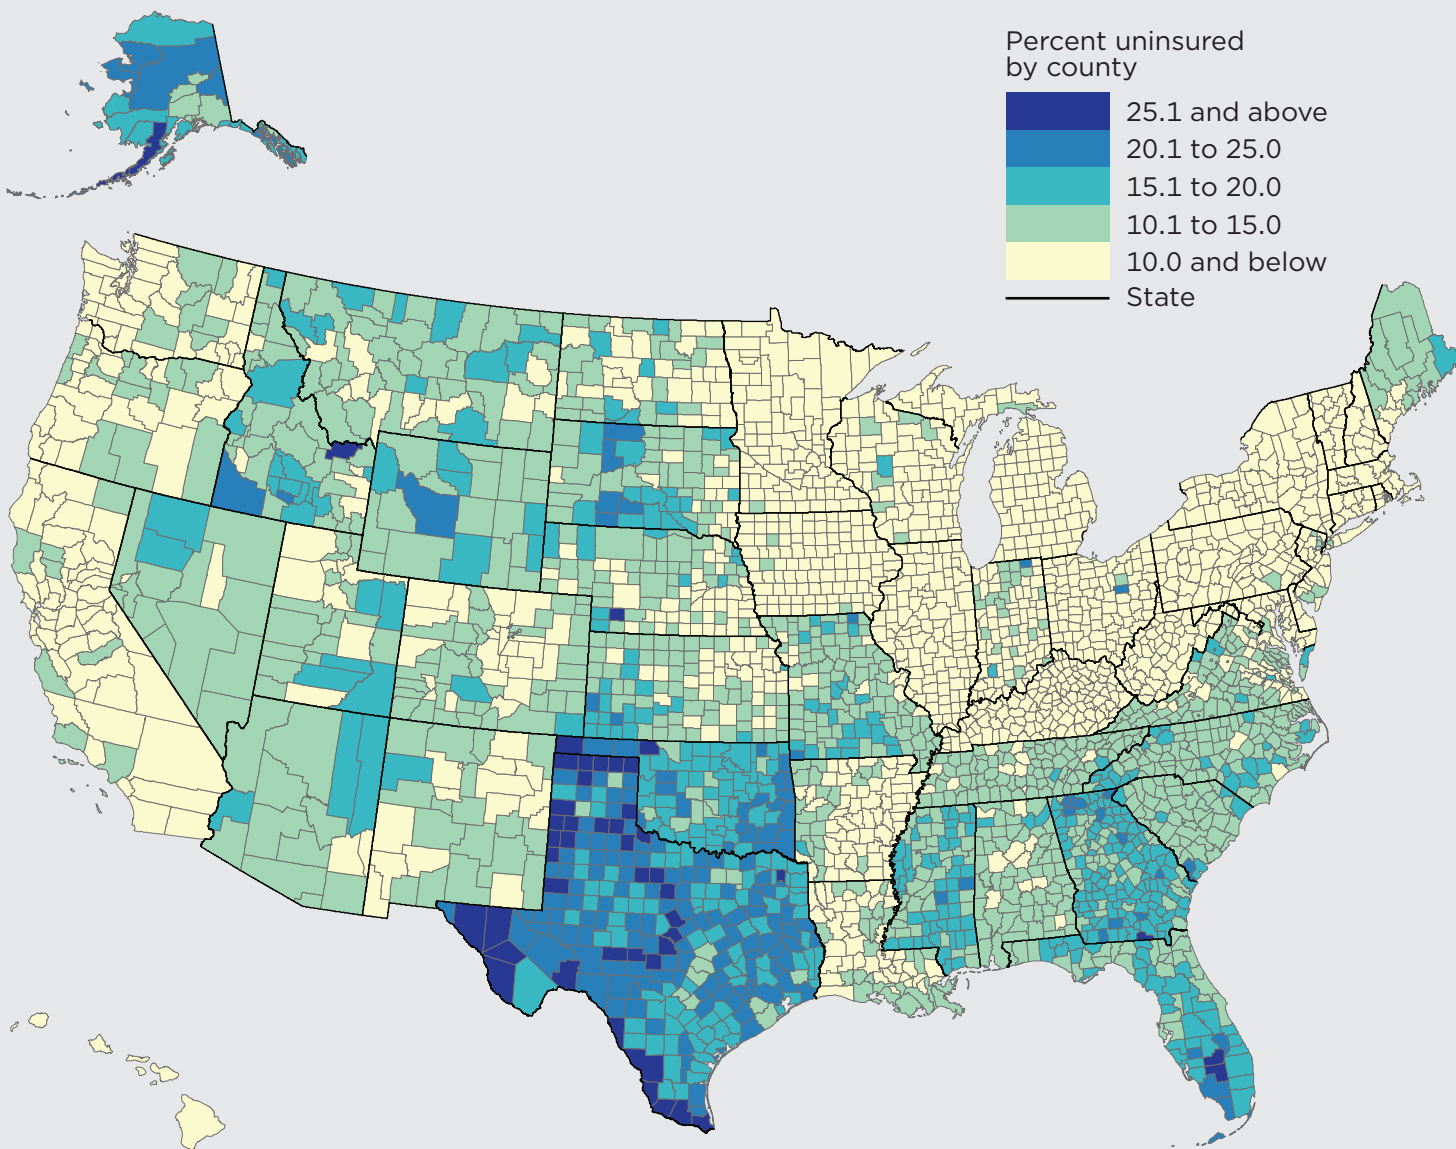 Percent uninsured
by county
25.1 and above
20.1 to 25.0
15.1 to 20.0
10.1 to 15.0
10.0 and below
State